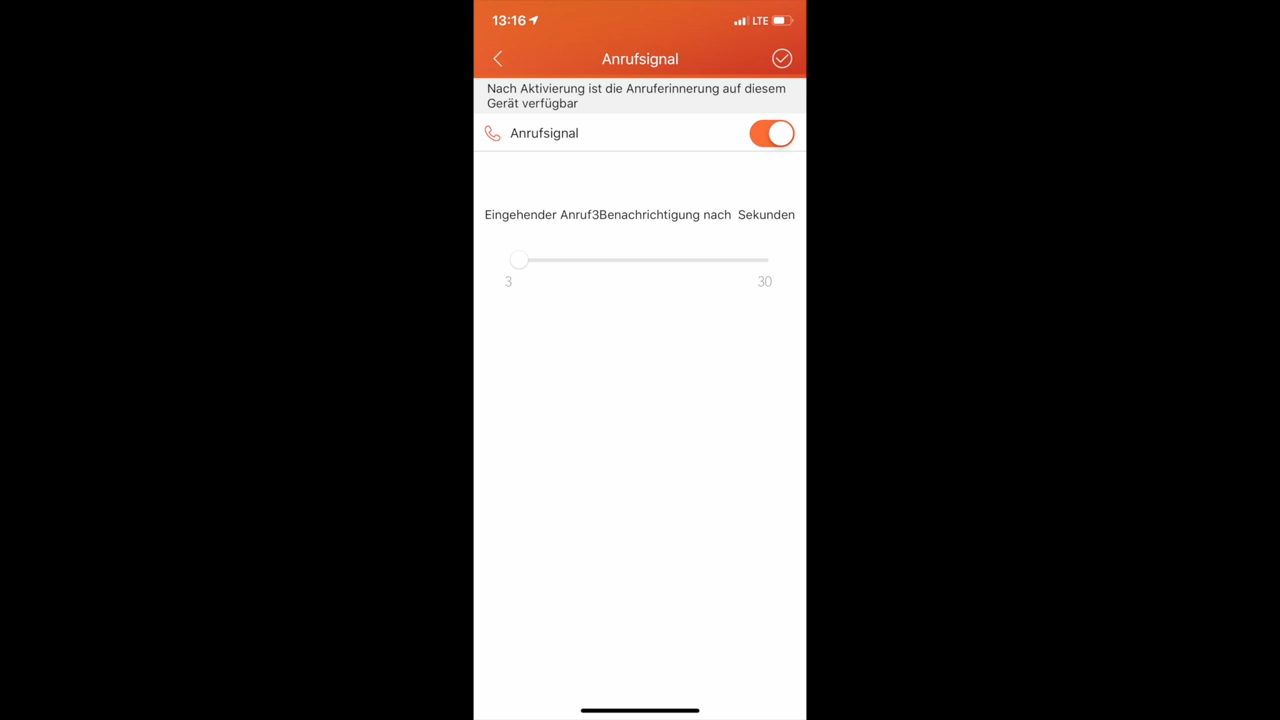 13:16
LTE
Anrufsignal
Nach Aktivierung ist die Anruferinnerung auf diesem
Gerät verfügbar
Anrufsignal
Eingehender Anruf3Benachrichtigung nach  Sekunden
3
30